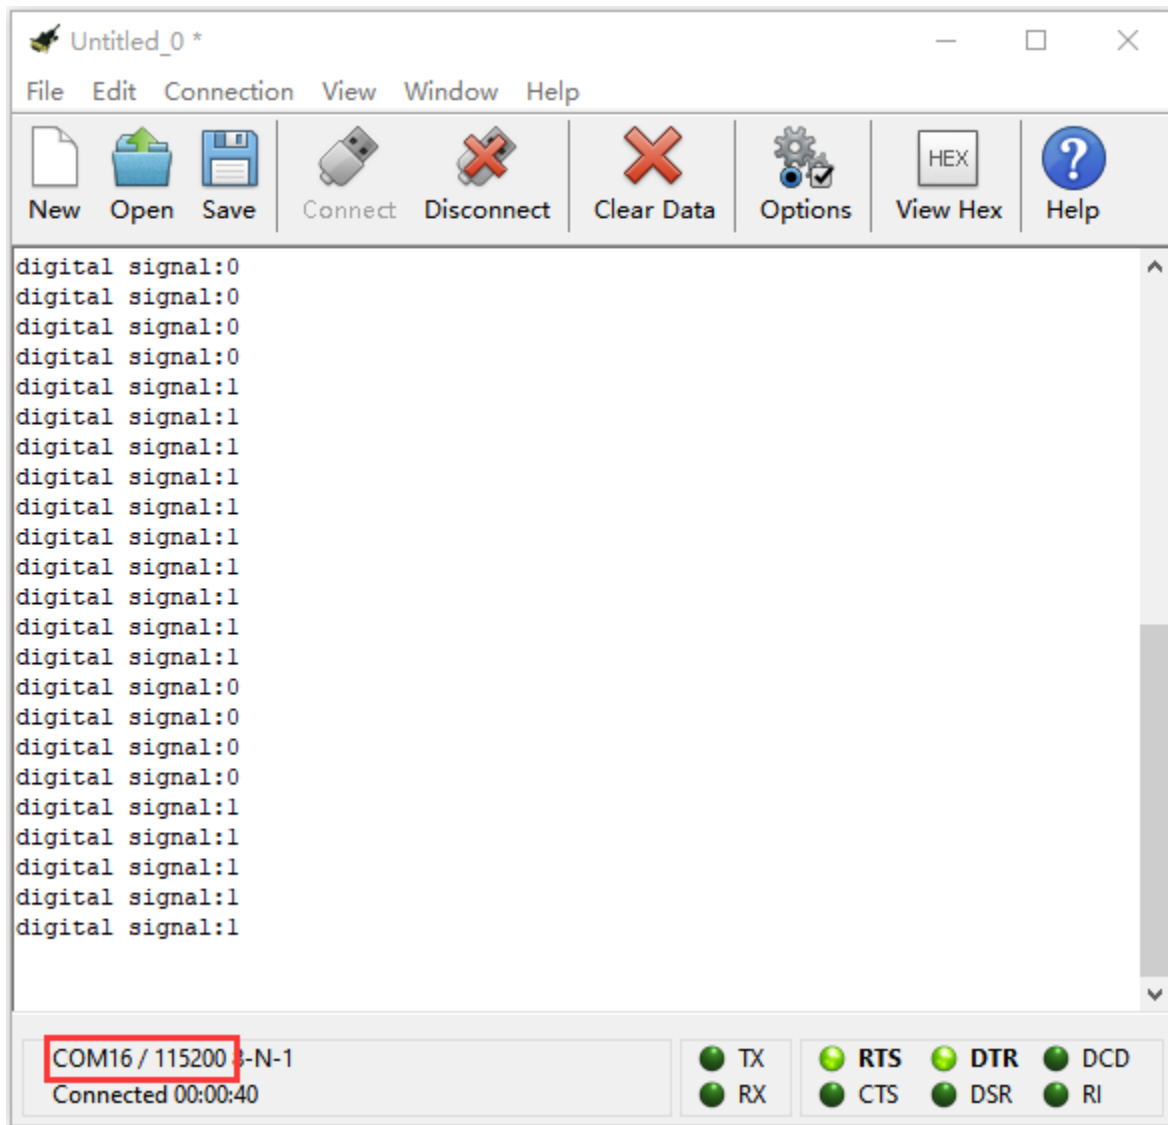 Untitled_0 *
File Edit Connection View Window Help
New Open Save Connect Disconnect Clear Data Options HEX View Hex ? Help
digital signal:0
digital signal:0
digital signal:0
digital signal:0
digital signal:1
digital signal:1
digital signal:1
digital signal:1
digital signal:1
digital signal:1
digital signal:1
digital signal:1
digital signal:1
digital signal:1
digital signal:0
digital signal:0
digital signal:0
digital signal:0
digital signal:1
digital signal:1
digital signal:1
digital signal:1
digital signal:1
COM16 / 115200 8-N-1 TX RTS DTR DCD
Connected 00:00:40 RX CTS DSR RI